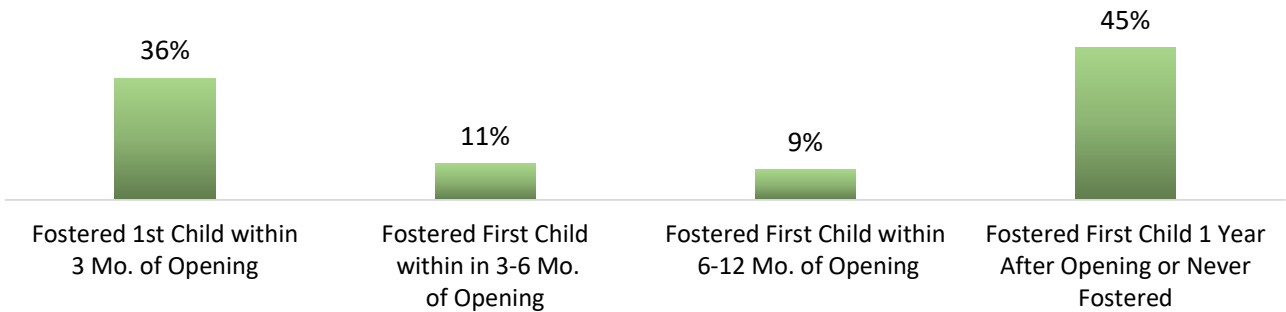 36%
11%
9%
45%
Fostered 1st Child within
3 Mo. of Opening
Fostered First Child
within in 3-6 Mo.
of Opening
Fostered First Child within
6-12 Mo. of Opening
Fostered First Child 1 Year
After Opening or Never
Fostered